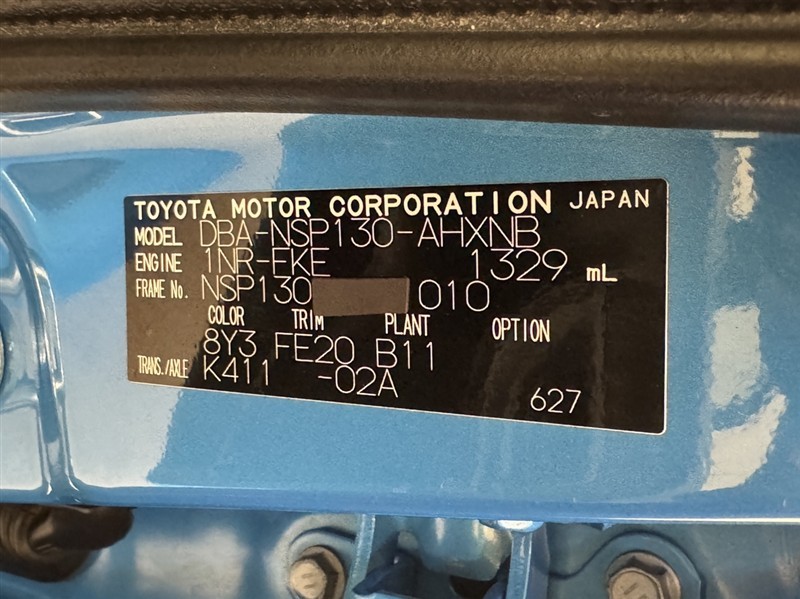 TOYOTA MOTOR CORPORATION JAPAN
MODEL DBA-NSP130-AHXNB
ENGINE 1NR-FKE 1329 mL
FRAME No. NSP130 010
COLOR TRIM PLANT OPTION
8Y3 FE20 B11
TRANS./AXLE K411 -02A
627